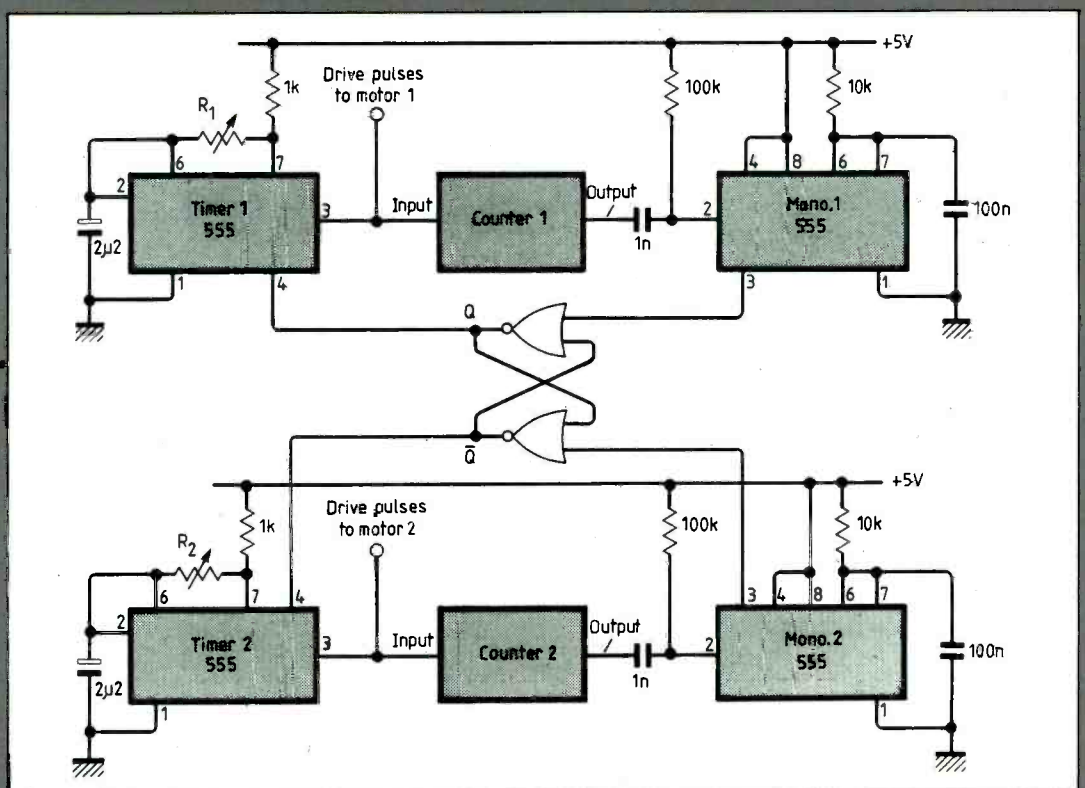 +5V
1k
Drive pulses
to motor 1
100k
10k
R1
6
7
4
8
6
7
2
Timer 1
555
3
Input
Counter 1
Output
1n
2
Mono.1
555
100n
2µ2
1
4
3
1
Q
Q̅
+5V
1k
Drive pulses
to motor 2
100k
10k
R2
6
7
4
3
4
8
6
7
2
Timer 2
555
3
Input
Counter 2
Output
1n
2
Mono.2
555
100n
2µ2
1
1